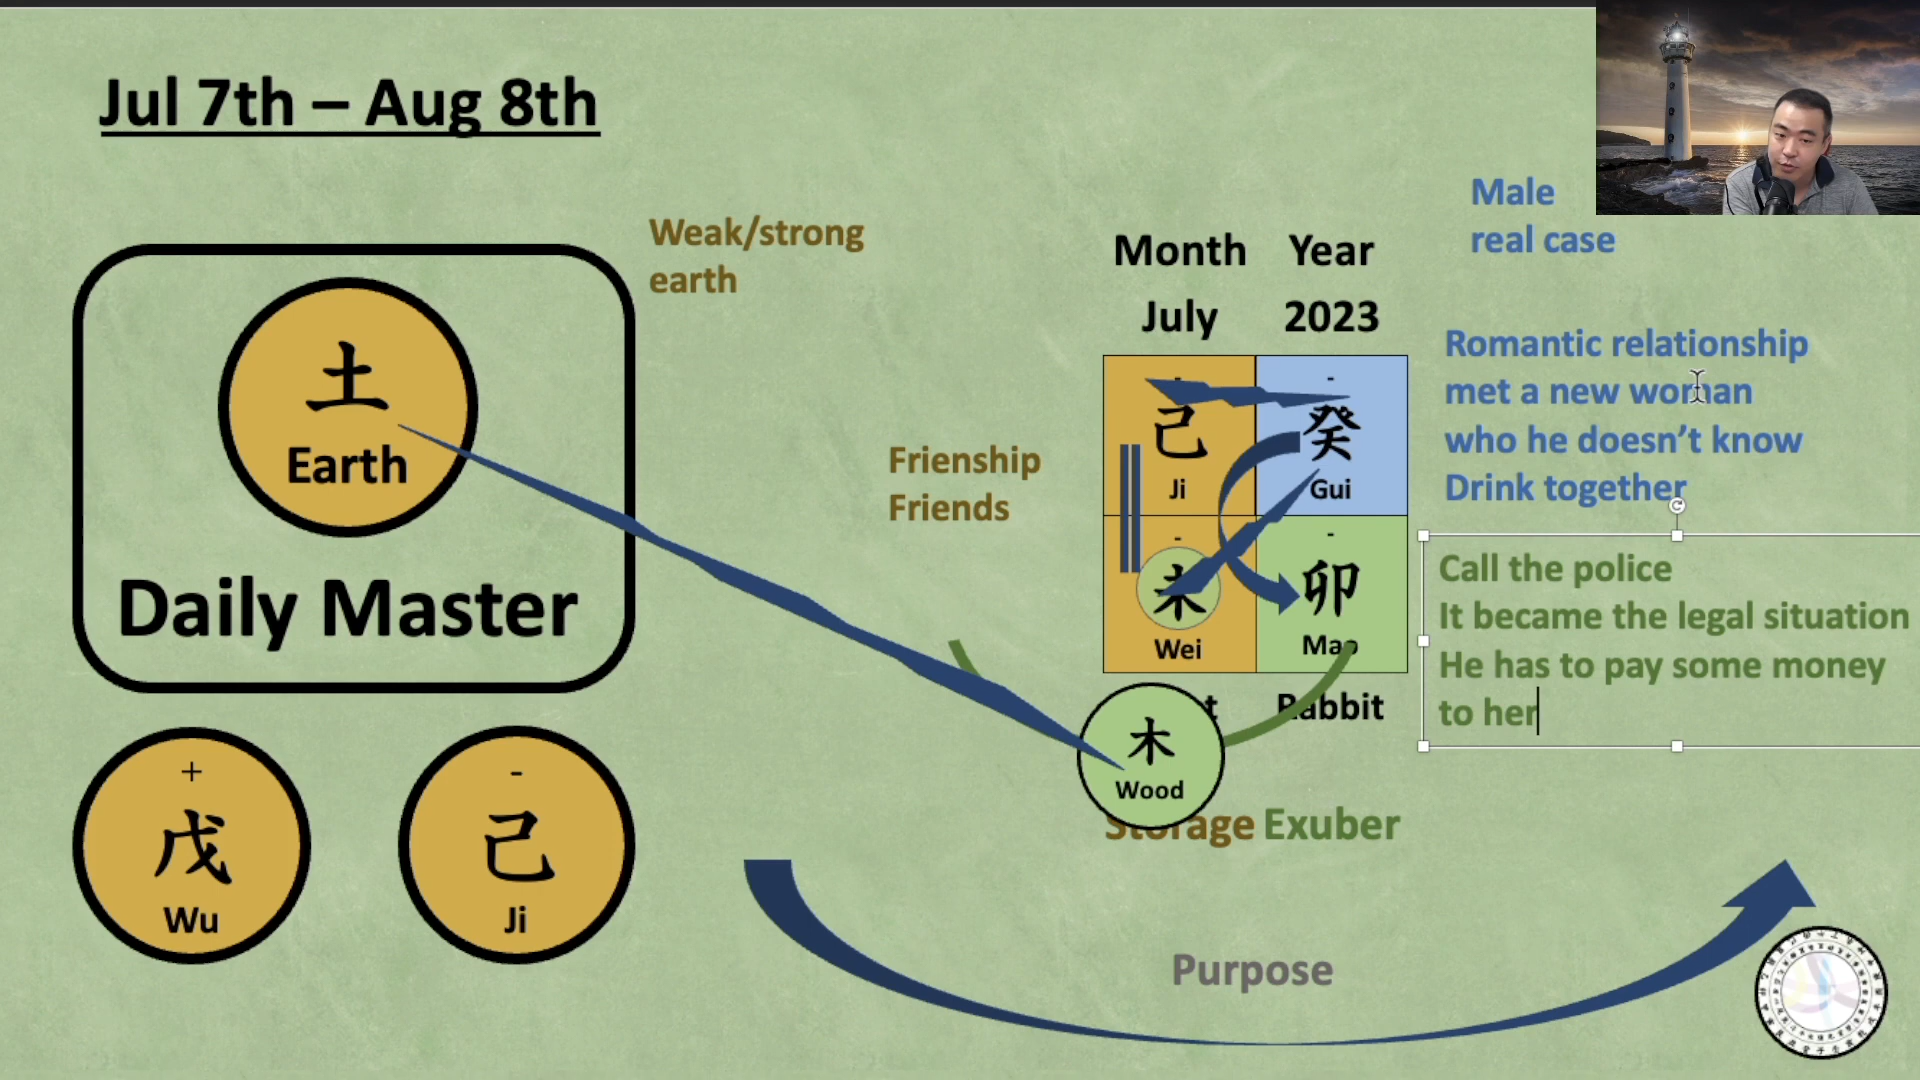 Jul 7th – Aug 8th
Male
real case
Weak/strong
earth
Month Year
July 2023
土
Earth
Daily Master
Frienship
Friends
- -
己 癸
Ji Gui
- -
未 卯
Wei Mao
Rabbit
木
Wood
Storage Exuber
Romantic relationship
met a new woman
who he doesn't know
Drink together
Call the police
It became the legal situation
He has to pay some money
to her
+
戊
Wu
-
己
Ji
Purpose